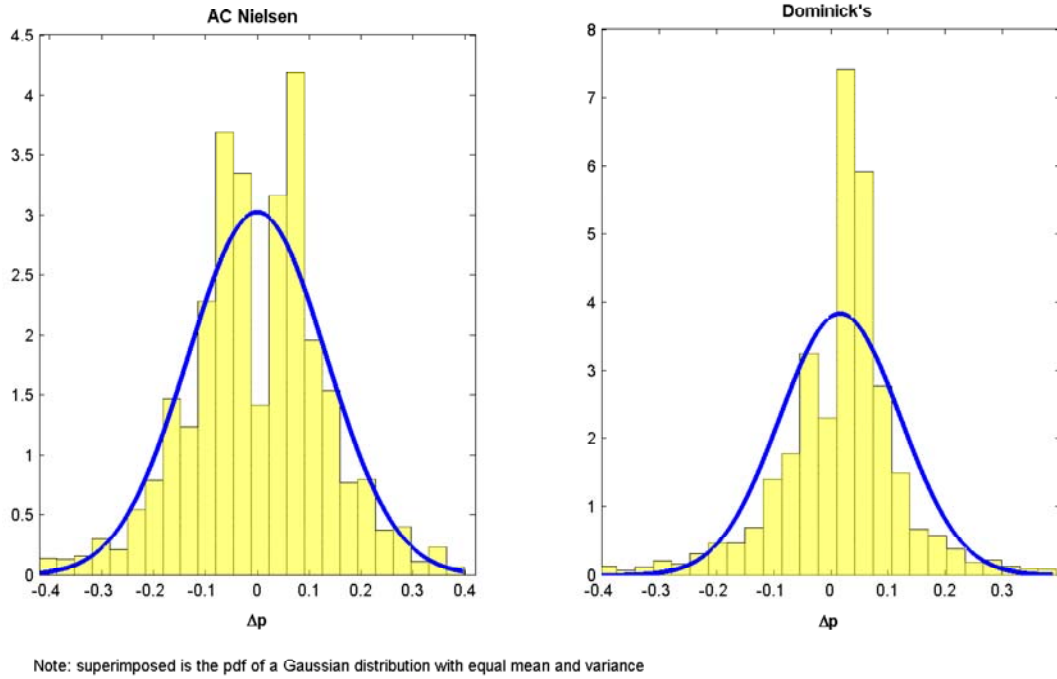 AC Nielsen
4.5
4
3.5
3
2.5
2
1.5
1
0.5
0
-0.4 -0.3 -0.2 -0.1 0 0.1 0.2 0.3 0.4
Δp
Dominick's
8
7
6
5
4
3
2
1
0
-0.4 -0.3 -0.2 -0.1 0 0.1 0.2 0.3
Δp
Note: superimposed is the pdf of a Gaussian distribution with equal mean and variance